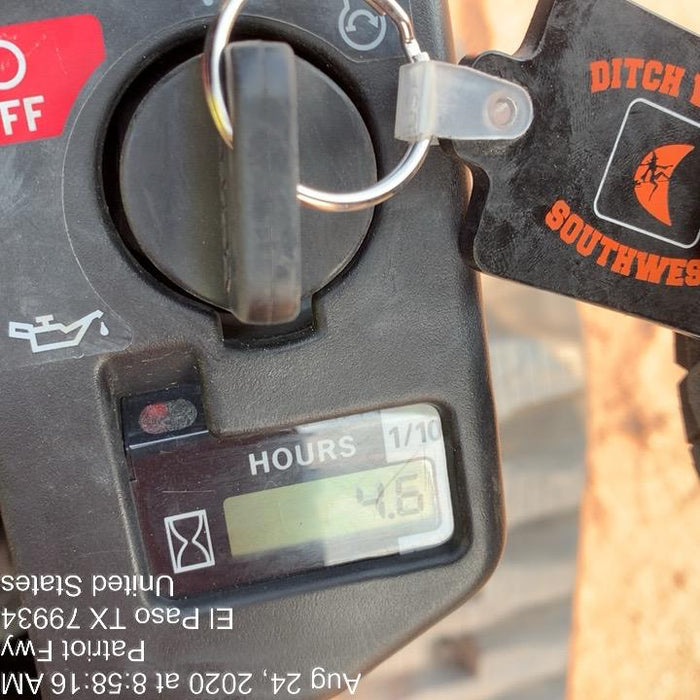 FF
DITCH
SOUTHWES
HOURS 1/10
4.6
Aug 24, 2020 at 8:58:16 AM
Patriot Fwy
El Paso TX 79934
United States